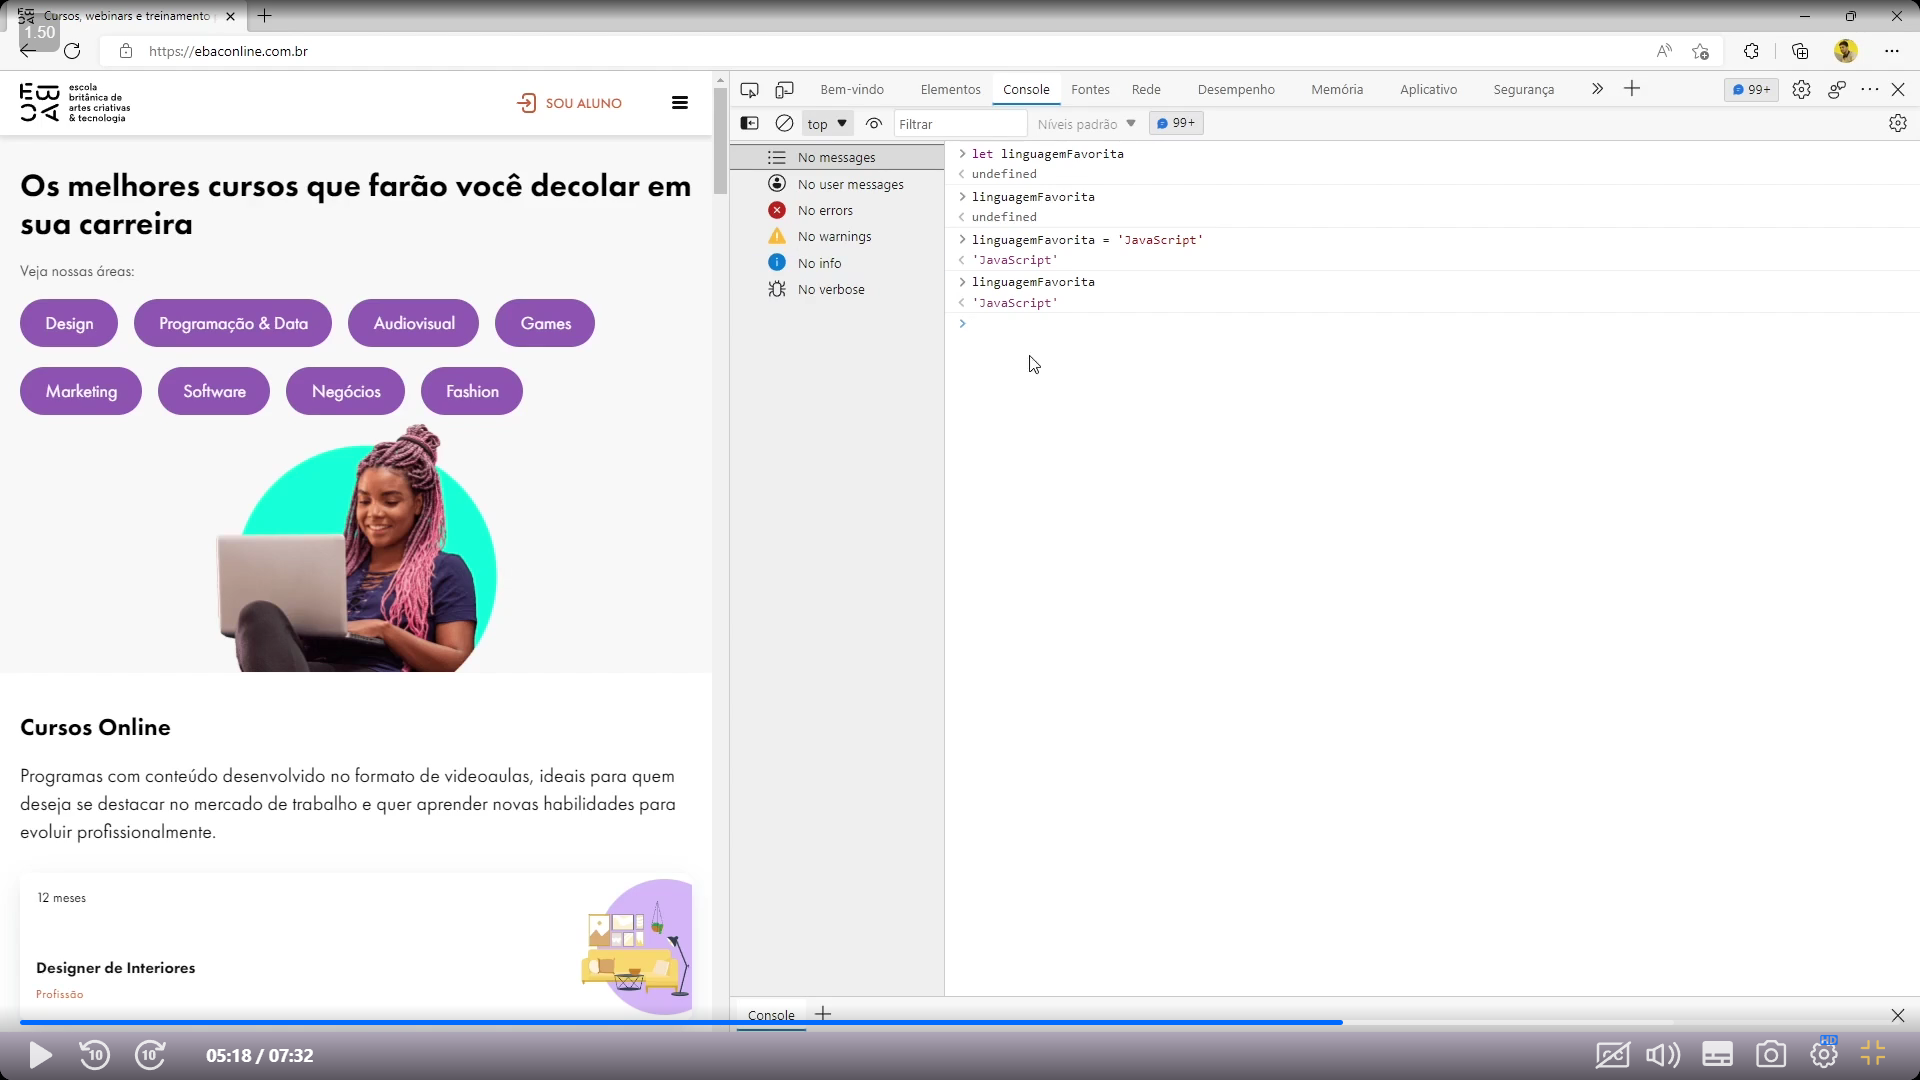 Cursos, webinars e treinamento
1.50
https://ebaconline.com.br
EBAC
escola
britânica de
artes criativas
& tecnologia
SOU ALUNO
Os melhores cursos que farão você decolar em
sua carreira
Veja nossas áreas:
Design
Programação & Data
Audiovisual
Games
Marketing
Software
Negócios
Fashion
Cursos Online
Programas com conteúdo desenvolvido no formato de videoaulas, ideais para quem
deseja se destacar no mercado de trabalho e quer aprender novas habilidades para
evoluir profissionalmente.
12 meses
Designer de Interiores
Profissão
Bem-vindo Elementos Console Fontes Rede Desempenho Memória Aplicativo Segurança 99+
top Filtrar Níveis padrão 99+
No messages
No user messages
No errors
No warnings
No info
No verbose
> let linguagemFavorita
< undefined
> linguagemFavorita
< undefined
> linguagemFavorita = 'JavaScript'
< 'JavaScript'
> linguagemFavorita
< 'JavaScript'
>
Console
10 10 05:18 / 07:32 HD